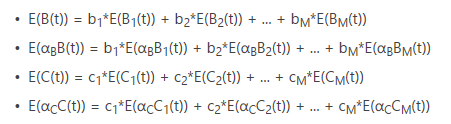 • E(B(t)) = b₁*E(B₁(t)) + b₂*E(B₂(t)) + ... + bM*E(BM(t))
• E(αBB(t)) = b₁*E(αBB₁(t)) + b₂*E(αBB₂(t)) + ... + bM*E(αBBM(t))
• E(C(t)) = c₁*E(C₁(t)) + c₂*E(C₂(t)) + ... + cM*E(CM(t))
• E(αCC(t)) = c₁*E(αCC₁(t)) + c₂*E(αCC₂(t)) + ... + cM*E(αCCM(t))